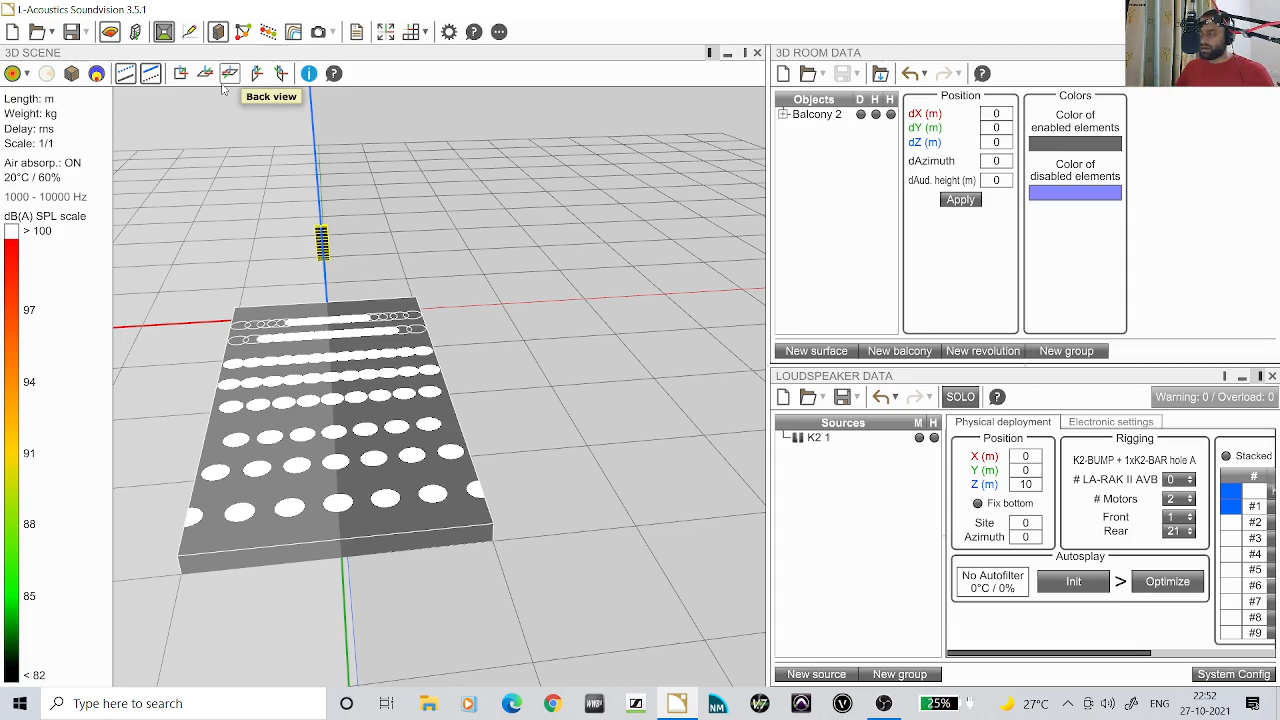 L-Acoustics Soundvision 3.5.1
3D SCENE
Back view
Length: m
Weight: kg
Delay: ms
Scale: 1/1
Air absorp.: ON
20°C / 60%
1000 - 10000 Hz
dB(A) SPL scale
> 100
97
94
91
88
85
< 82
3D ROOM DATA
Objects D H H
Balcony 2
Position
dX (m) 0
dY (m) 0
dZ (m) 0
dAzimuth 0
dAud. height (m) 0
Apply
Colors
Color of
enabled elements
Color of
disabled elements
New surface New balcony New revolution New group
LOUDSPEAKER DATA
SOLO
Warning: 0 / Overload: 0
Sources M H
K2 1
Physical deployment Electronic settings
Position
X (m) 0
Y (m) 0
Z (m) 10
Fix bottom
Site 0
Azimuth 0
Rigging
K2-BUMP + 1xK2-BAR hole A
# LA-RAK II AVB 0
# Motors 2
Front 1
Rear 21
Autoplay
No Autofilter
0°C / 0%
Init > Optimize
Stacked
#
#1
#2
#3
#4
#5
#6
#7
#8
#9
New source New group
System Config
Type here to search
NM
25%
27°C
ENG
22:52
27-10-2021